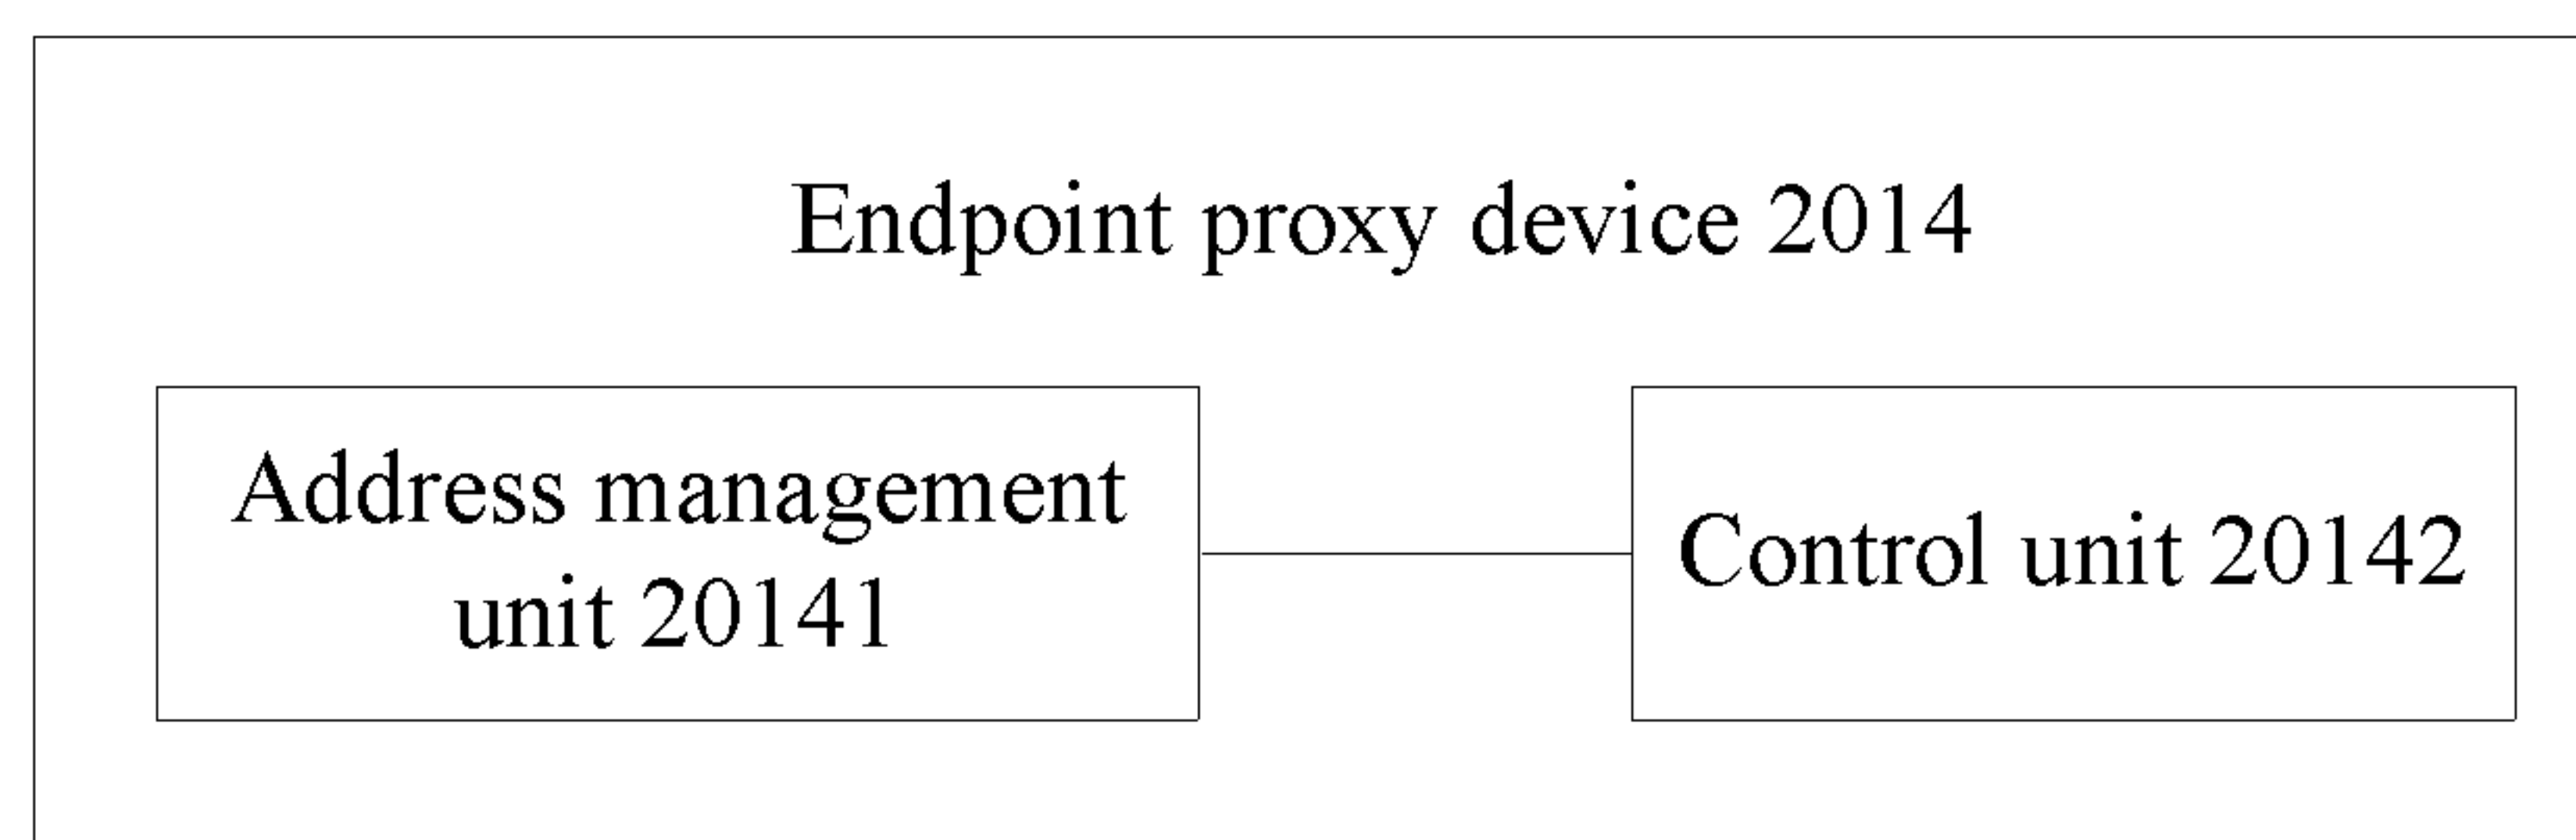 Endpoint proxy device 2014
Address management
unit 20141
Control unit 20142